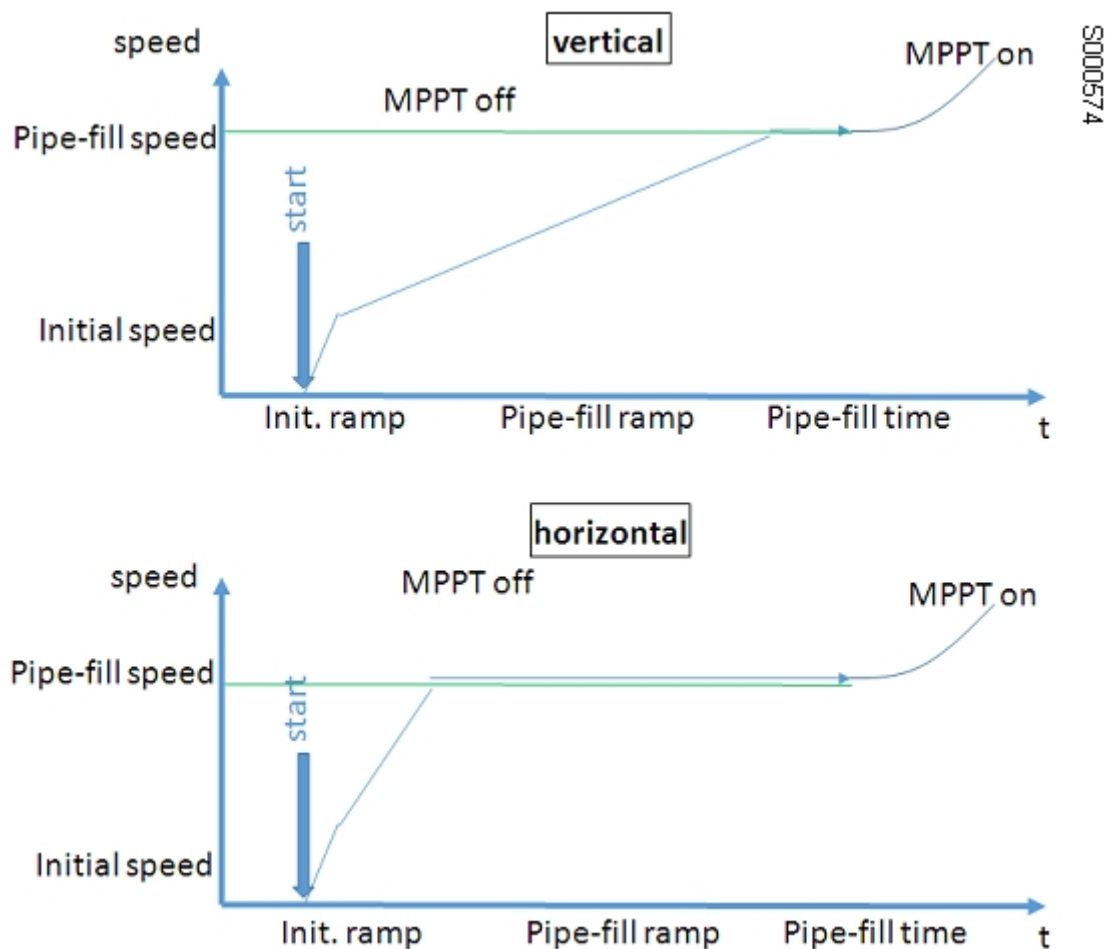 vertical
speed
MPPT on
MPPT off
Pipe-fill speed
start
Initial speed
Init. ramp
Pipe-fill ramp
Pipe-fill time
t
S000574
horizontal
speed
MPPT off
MPPT on
Pipe-fill speed
start
Initial speed
Init. ramp
Pipe-fill ramp
Pipe-fill time
t